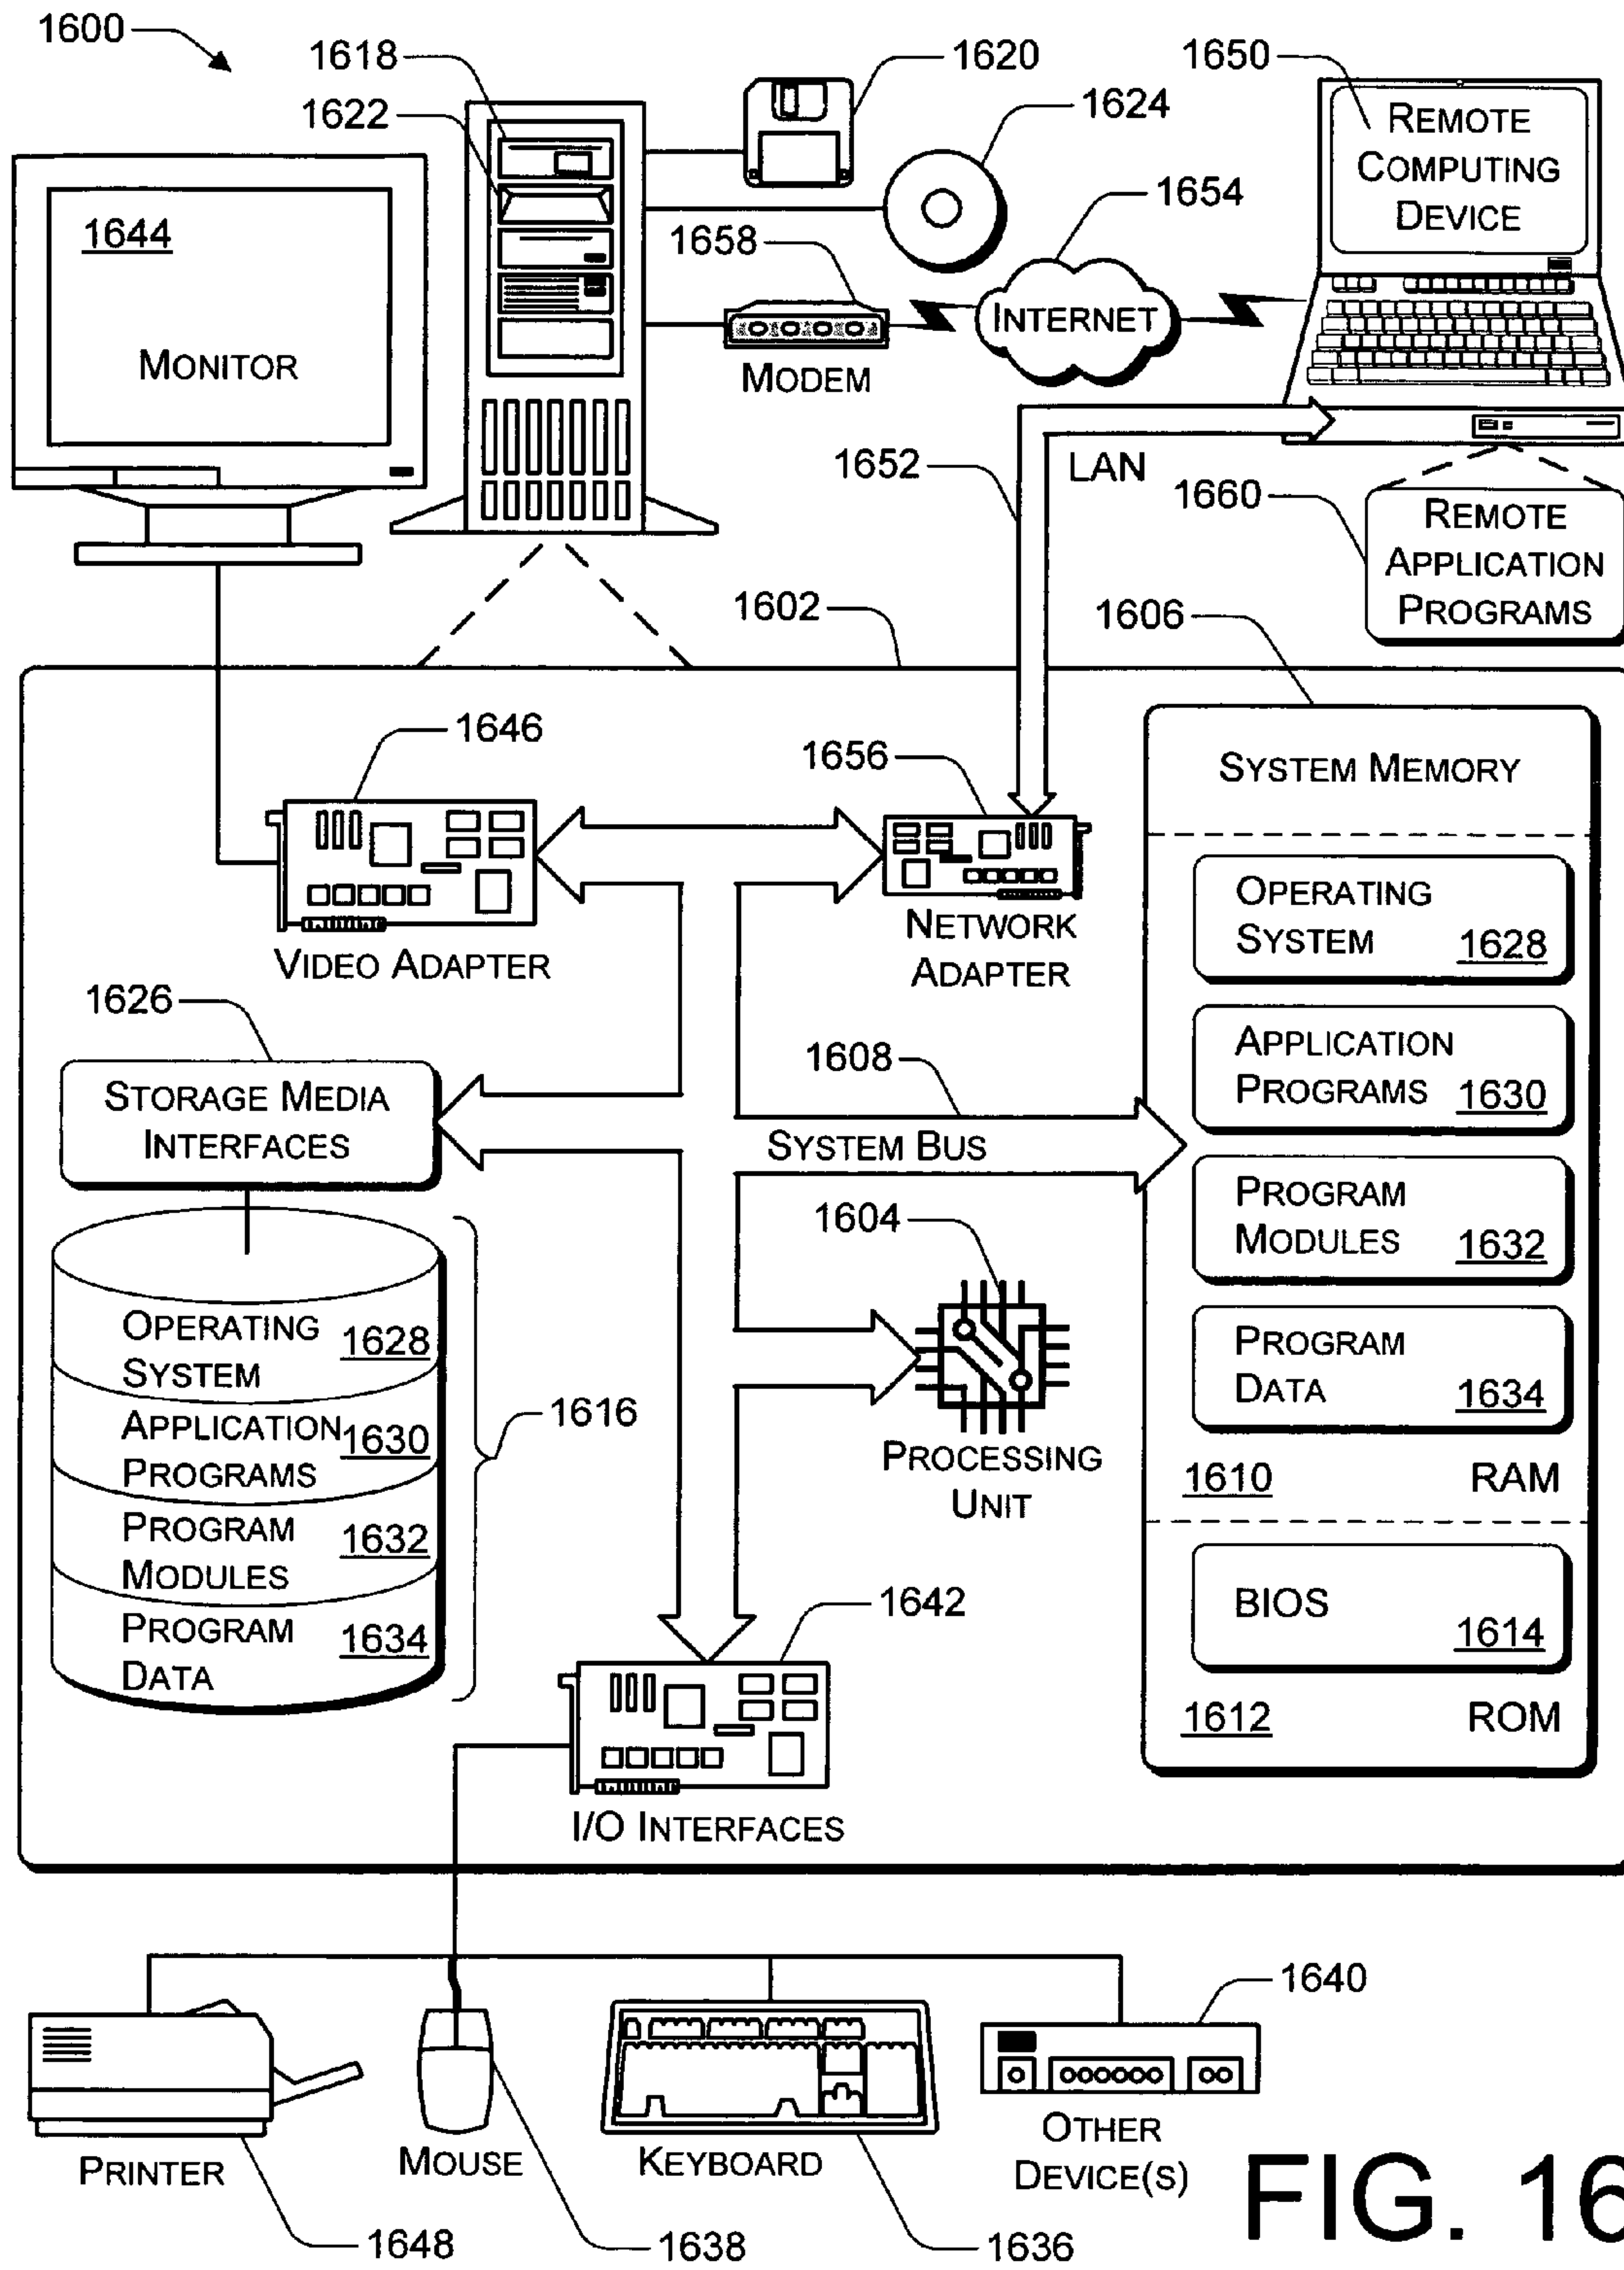 1600
1618
1620
1650
1622
1624
REMOTE
COMPUTING
DEVICE
1654
1644
1658
INTERNET
MONITOR
MODEM
1652
LAN
1660
REMOTE
APPLICATION
PROGRAMS
1602
1606
1646
1656
SYSTEM MEMORY
OPERATING
SYSTEM 1628
NETWORK
ADAPTER
VIDEO ADAPTER
1626
APPLICATION
PROGRAMS 1630
1608
STORAGE MEDIA
INTERFACES
SYSTEM BUS
PROGRAM
MODULES 1632
1604
OPERATING
SYSTEM 1628
PROGRAM
DATA 1634
1616
APPLICATION
PROGRAMS 1630
PROCESSING
UNIT
1610 RAM
PROGRAM
MODULES 1632
BIOS
1614
1642
PROGRAM
DATA 1634
1612 ROM
I/O INTERFACES
1640
PRINTER
MOUSE
KEYBOARD
OTHER
DEVICE(S)
1648
1638
1636
FIG. 16